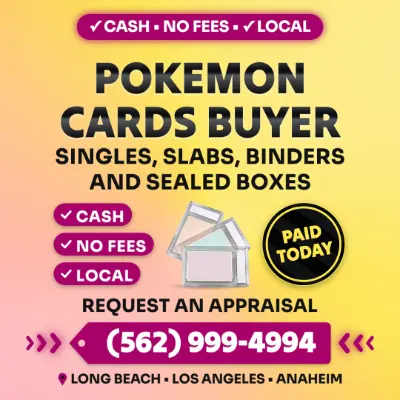 ✓CASH ▪ NO FEES ▪ ✓LOCAL
POKEMON
CARDS BUYER
SINGLES, SLABS, BINDERS
AND SEALED BOXES
✓ CASH
✓ NO FEES
✓ LOCAL
PAID
TODAY
REQUEST AN APPRAISAL
(562) 999-4994
LONG BEACH ▪ LOS ANGELES ▪ ANAHEIM